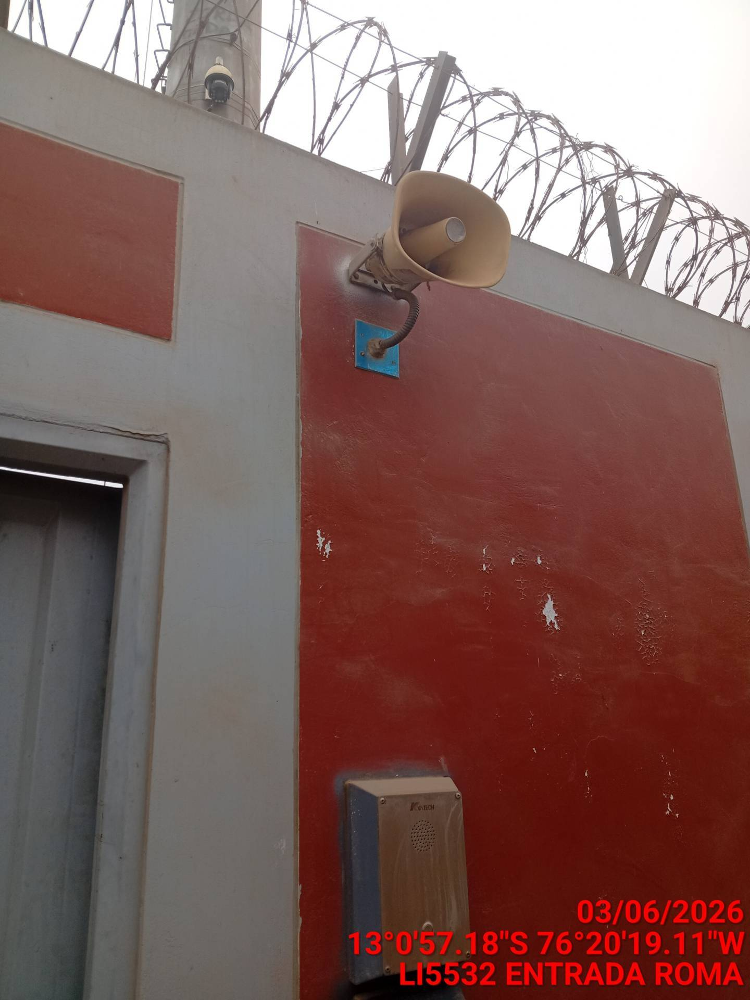 KNTECH
03/06/2026
13°0'57.18"S 76°20'19.11"W
LI5532 ENTRADA ROMA